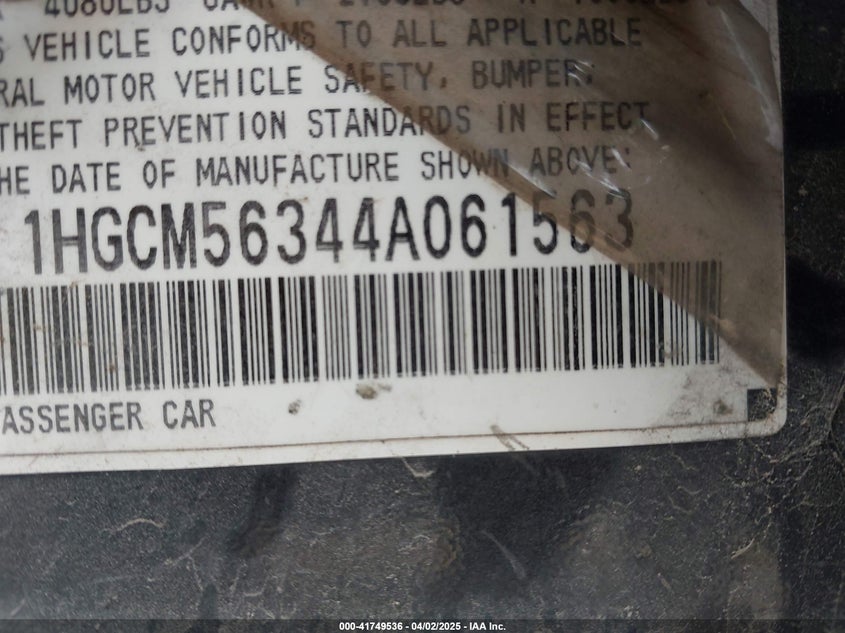 4080LBS
S VEHICLE CONFORMS TO ALL APPLICABLE
RAL MOTOR VEHICLE SAFETY, BUMPER,
THEFT PREVENTION STANDARDS IN EFFECT
HE DATE OF MANUFACTURE SHOWN ABOVE.
1HGCM56344A061563
ASSENGER CAR
000-41749536 - 04/02/2025 - IAA Inc.